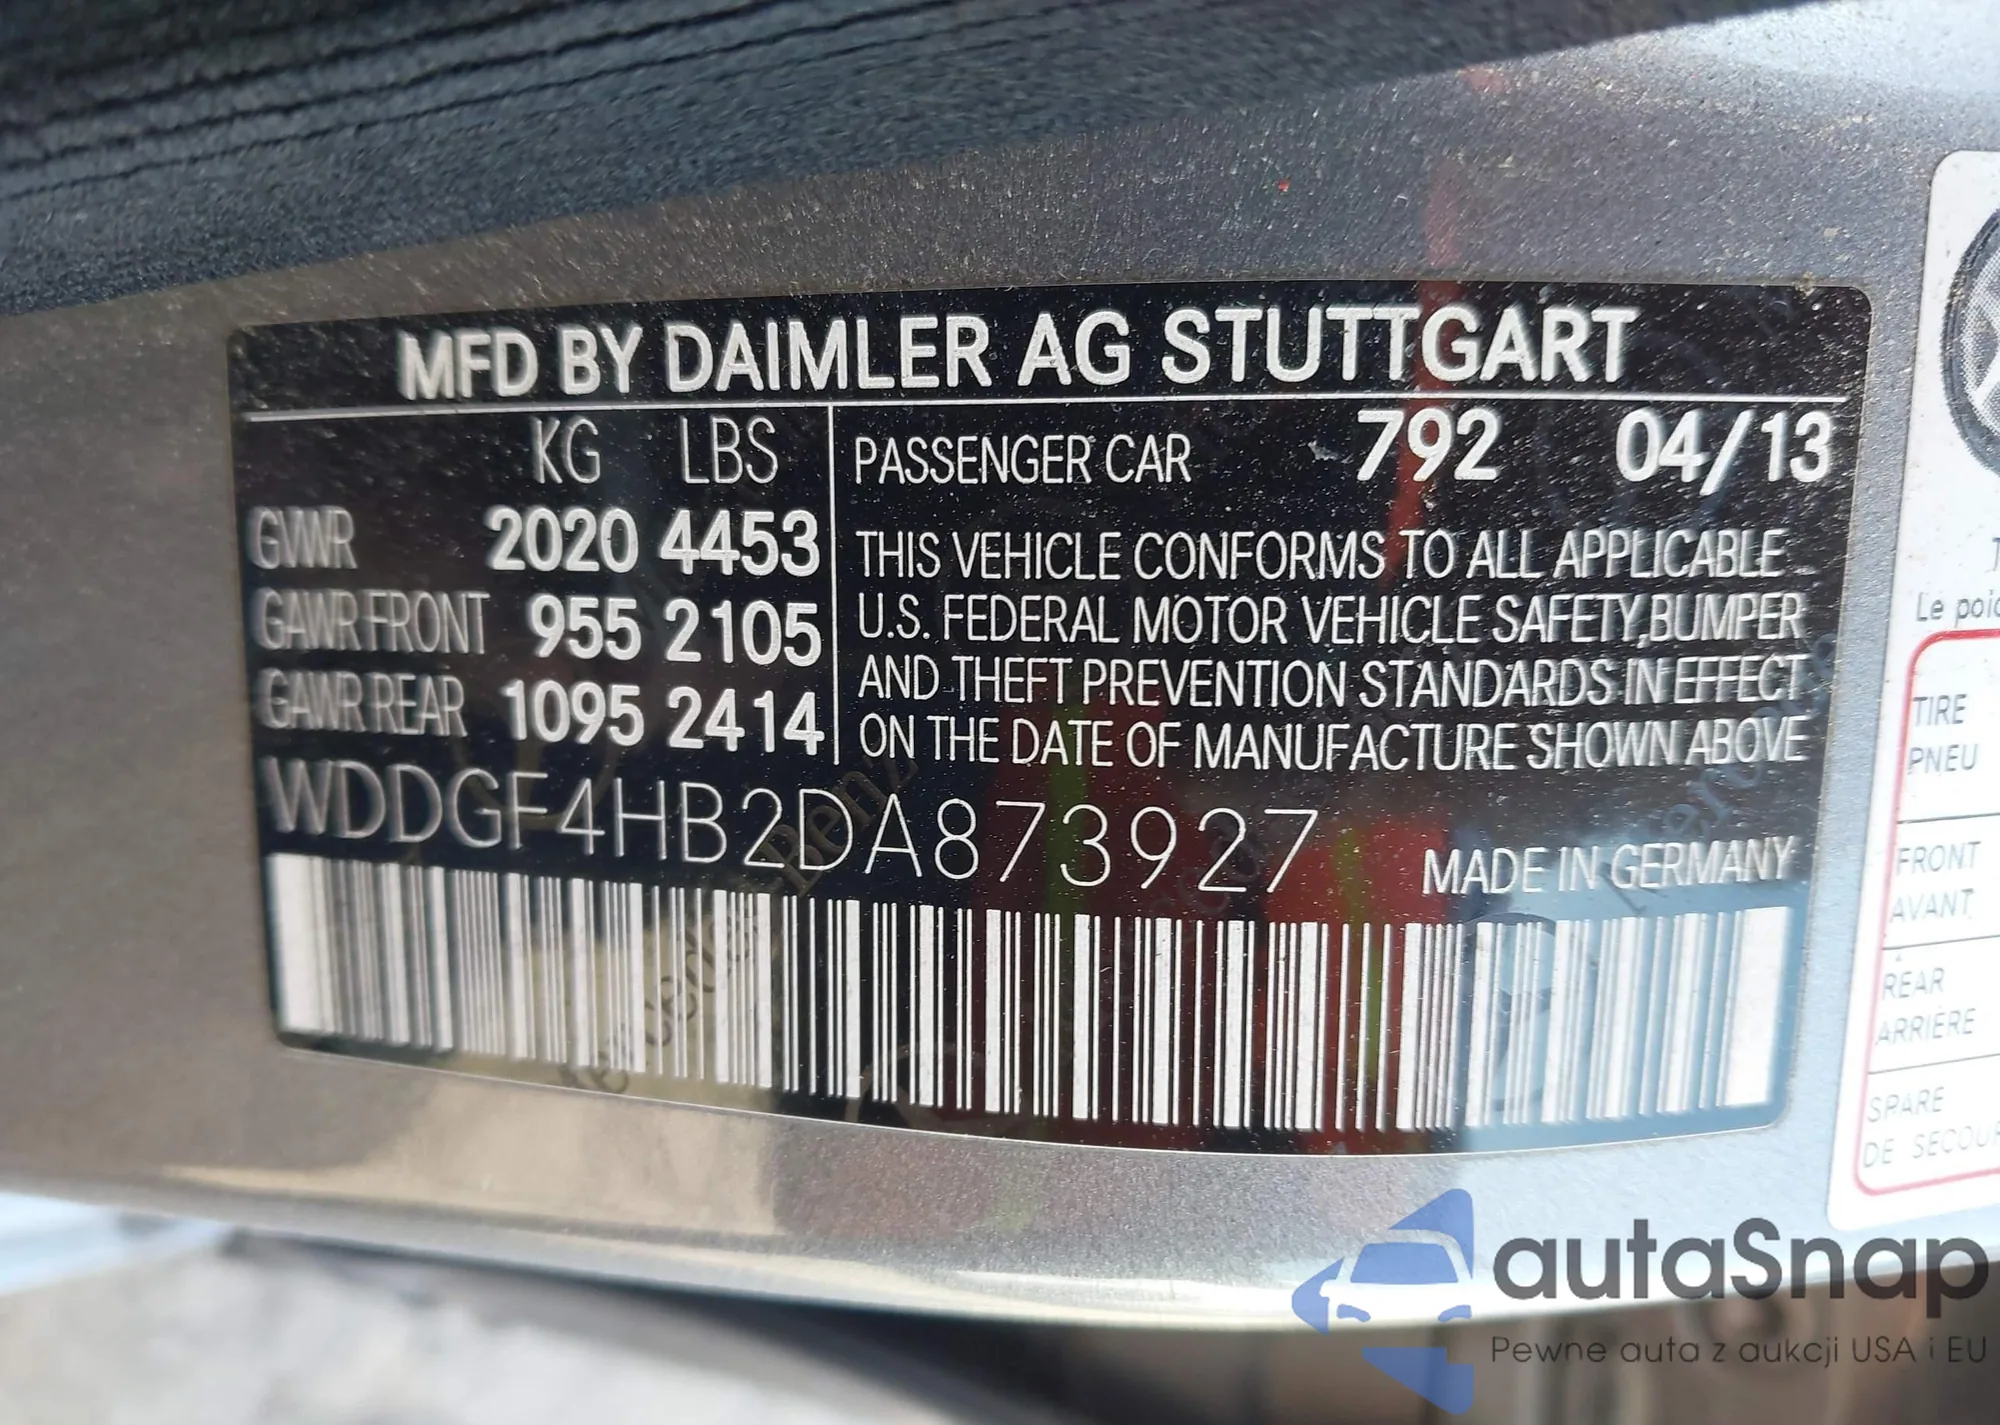 MFD BY DAIMLER AG STUTTGART
KG LBS
GVWR 2020 4453
GAWR FRONT 955 2105
GAWR REAR 1095 2414
PASSENGER CAR 792 04/13
THIS VEHICLE CONFORMS TO ALL APPLICABLE
U.S. FEDERAL MOTOR VEHICLE SAFETY,BUMPER
AND THEFT PREVENTION STANDARDS IN EFFECT
ON THE DATE OF MANUFACTURE SHOWN ABOVE
WDDGF4HB2DA873927
MADE IN GERMANY
Le
TIRE
PNEU
FRONT
AVANT
REAR
ARRIÈRE
SPARE
DE
autaSnap
Pewne auta z aukcji USA i EU